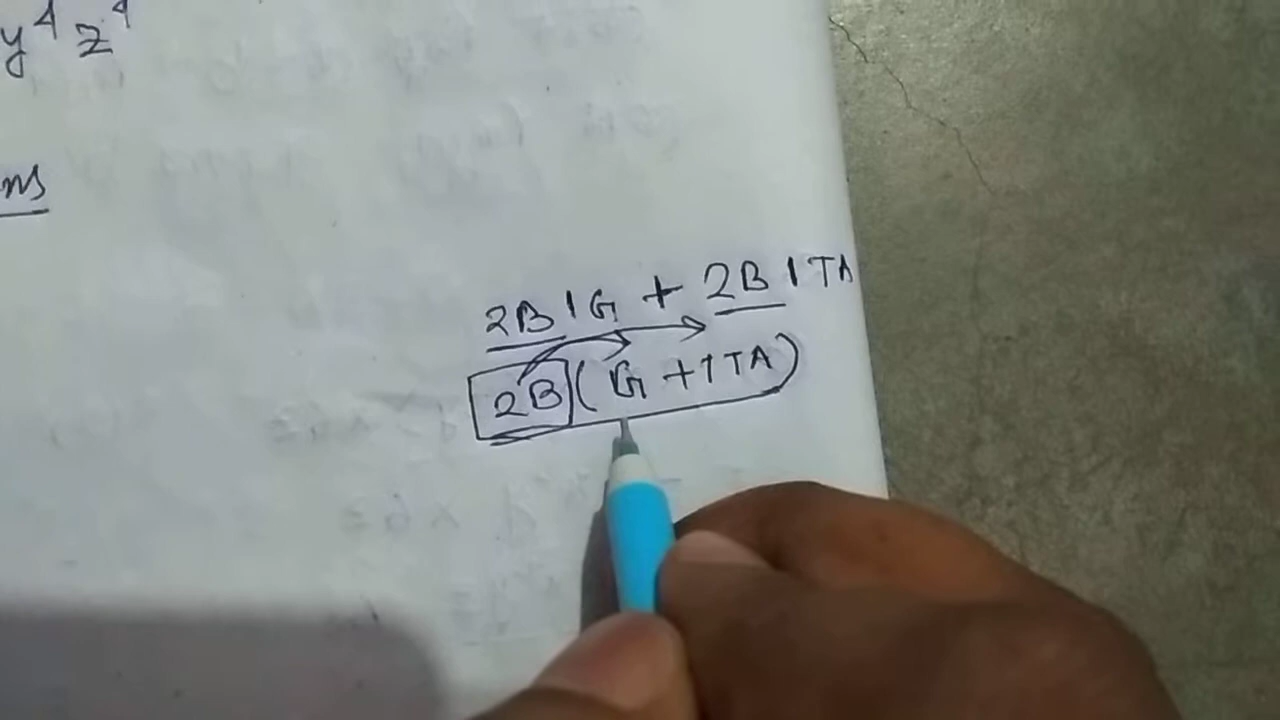 y⁴ z⁴
ns
2B 1G + 2B 1TA
2B(G + 1TA)